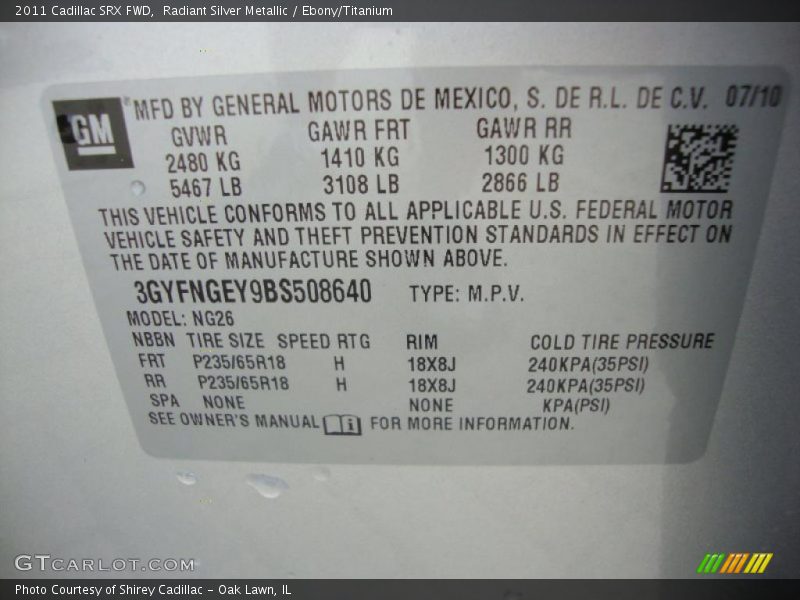 2011 Cadillac SRX FWD,  Radiant Silver Metallic / Ebony/Titanium
GM® MFD BY GENERAL MOTORS DE MEXICO, S. DE R.L. DE C.V. 07/10
GVWR GAWR FRT GAWR RR
2480 KG 1410 KG 1300 KG
5467 LB 3108 LB 2866 LB
THIS VEHICLE CONFORMS TO ALL APPLICABLE U.S. FEDERAL MOTOR
VEHICLE SAFETY AND THEFT PREVENTION STANDARDS IN EFFECT ON
THE DATE OF MANUFACTURE SHOWN ABOVE.
3GYFNGEY9BS508640 TYPE: M.P.V.
MODEL: NG26
NBBN TIRE SIZE SPEED RTG RIM COLD TIRE PRESSURE
FRT P235/65R18 H 18X8J 240KPA(35PSI)
RR P235/65R18 H 18X8J 240KPA(35PSI)
SPA NONE NONE KPA(PSI)
SEE OWNER'S MANUAL i FOR MORE INFORMATION.
GTCARLOT.COM
Photo Courtesy of Shirey Cadillac - Oak Lawn, IL